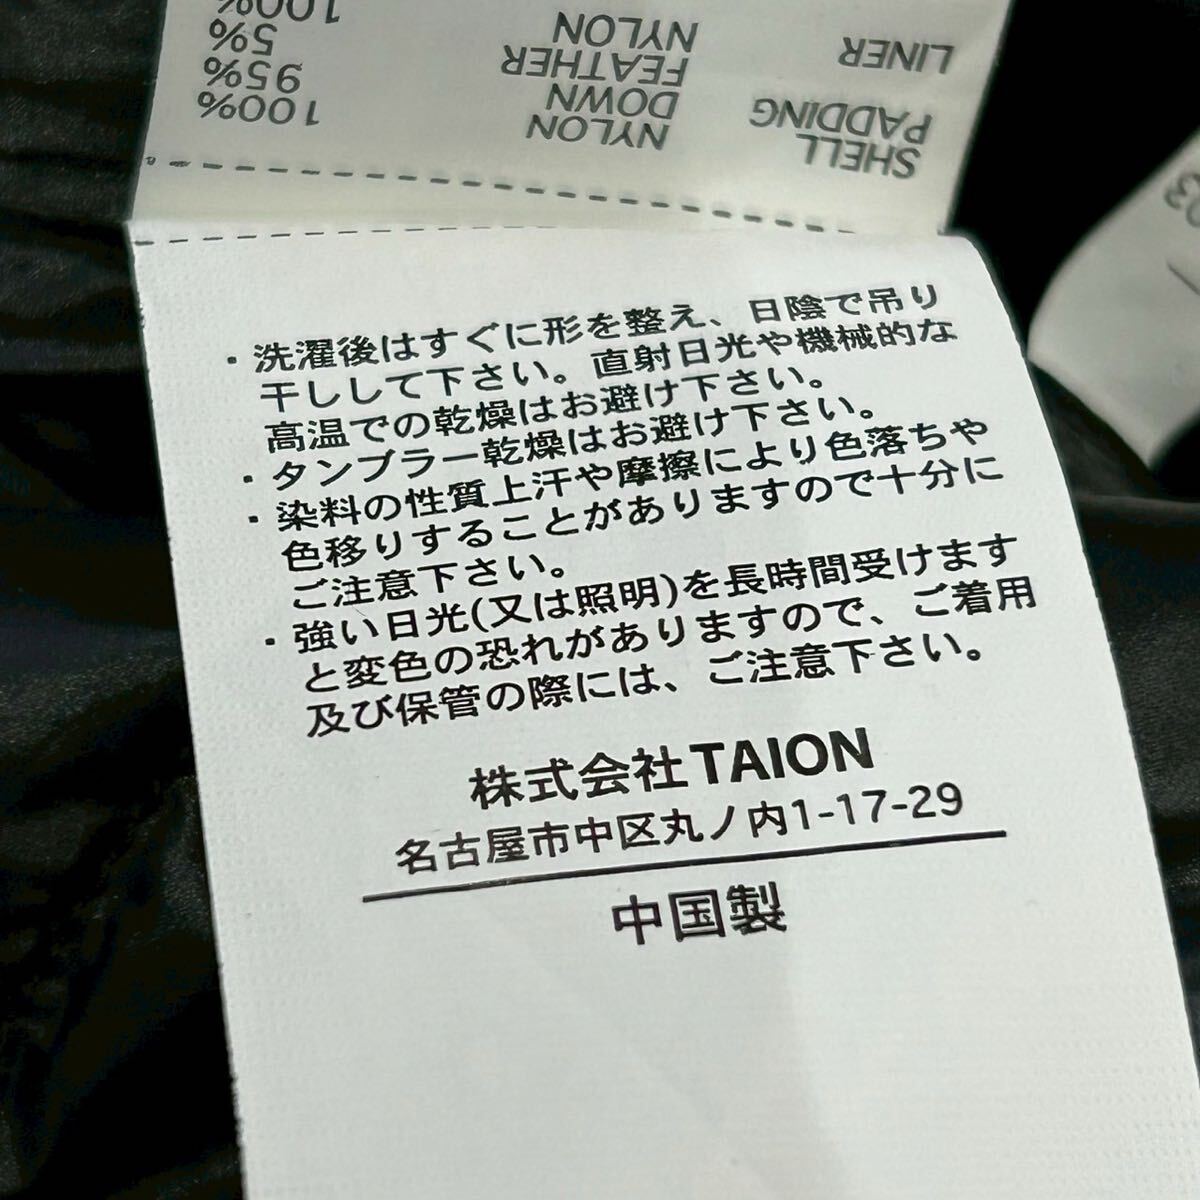 SHELL NYLON 100%
PADDING DOWN 95%
FEATHER 5%
LINER NYLON 100%
・洗濯後はすぐに形を整え、日陰で吊り
干しして下さい。直射日光や機械的な
高温での乾燥はお避け下さい。
・タンブラー乾燥はお避け下さい。
・染料の性質上汗や摩擦により色落ちや
色移りすることがありますので十分に
ご注意下さい。
・強い日光(又は照明)を長時間受けます
と変色の恐れがありますので、ご着用
及び保管の際には、ご注意下さい。
株式会社TAION
名古屋市中区丸ノ内1-17-29
中国製